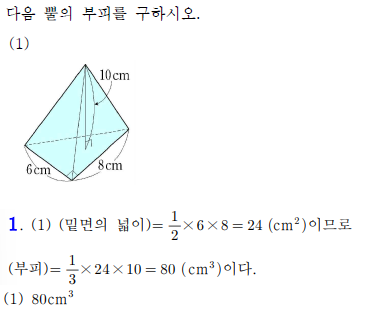 다음 뿔의 부피를 구하시오.
(1)
10cm
6cm
8cm
1. (1) (밑면의 넓이)= 1/2 ×6×8=24 (cm²)이므로
(부피)= 1/3 ×24×10=80 (cm³)이다.
(1) 80cm³